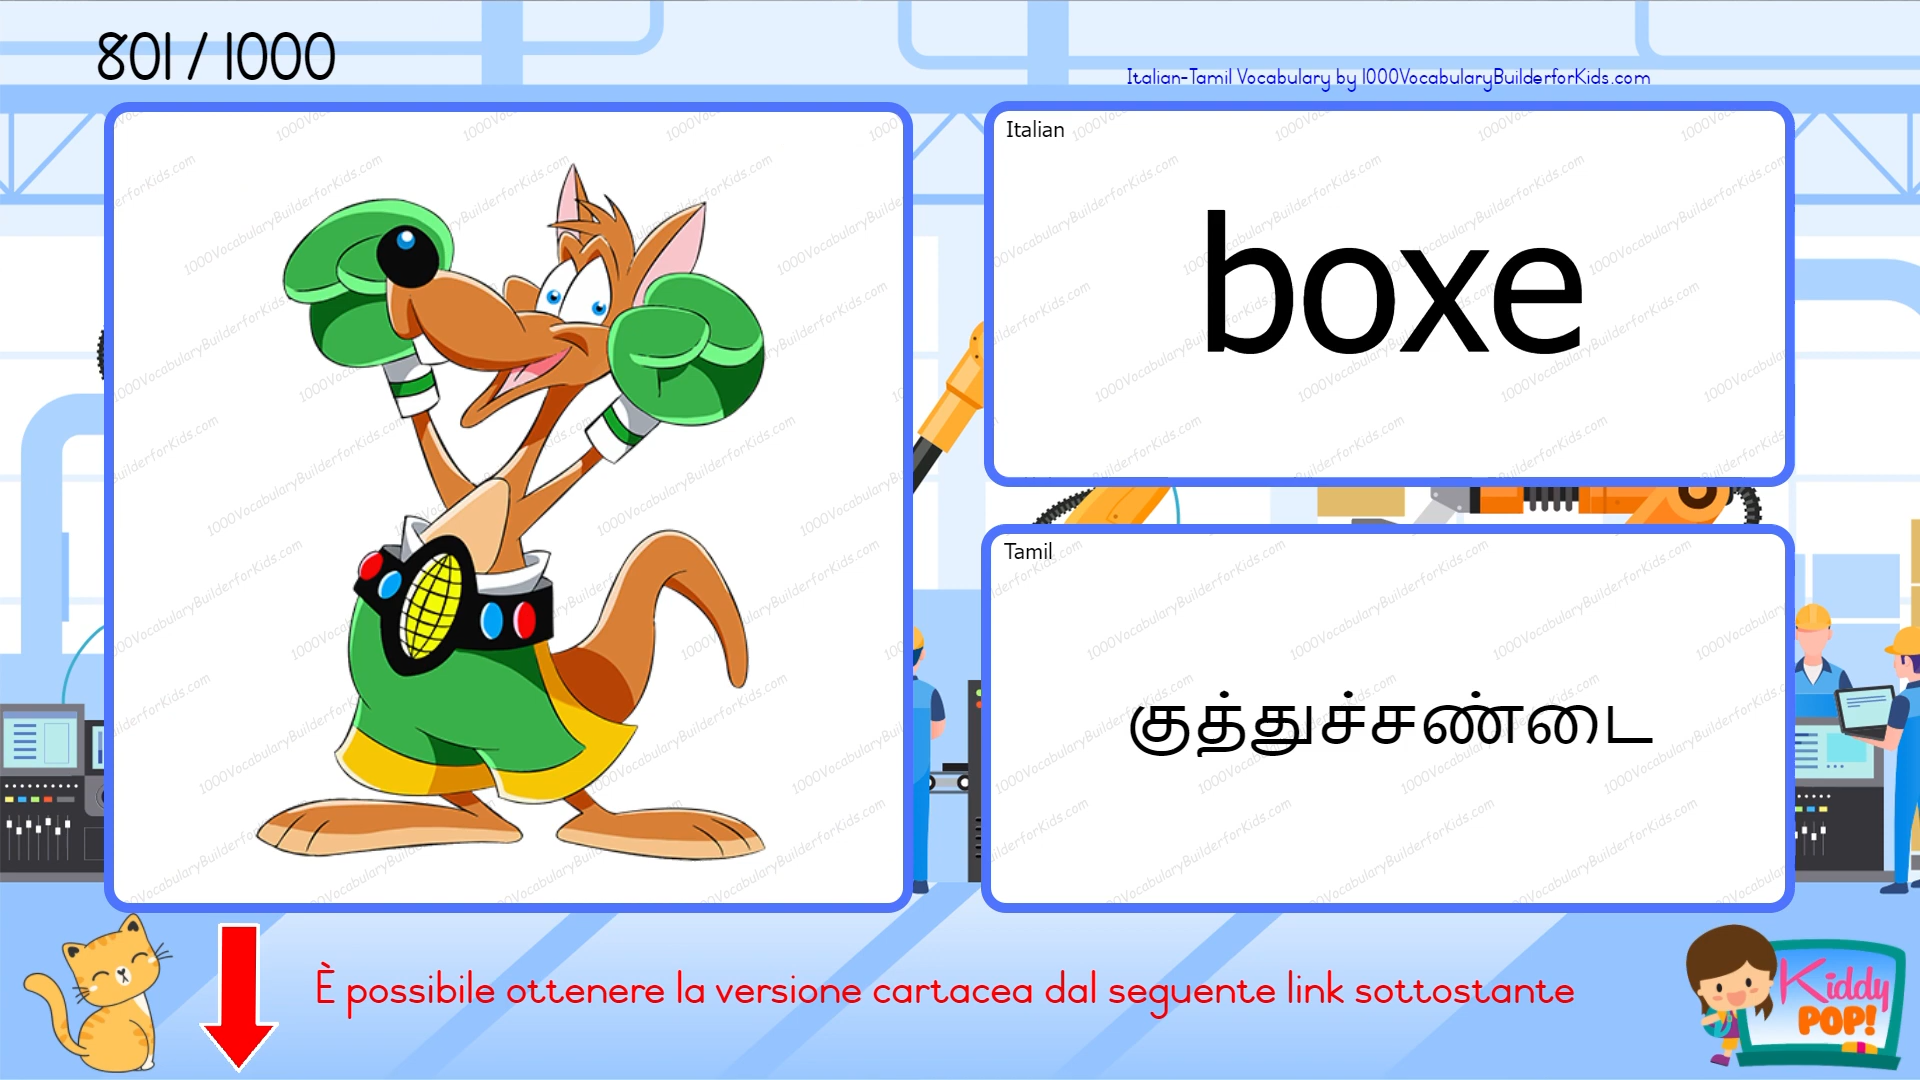 801 / 1000
Italian-Tamil Vocabulary by 1000VocabularyBuilderforKids.com
Italian
boxe
Tamil
குத்துச்சண்டை
È possibile ottenere la versione cartacea dal seguente link sottostante
Kiddy
POP!